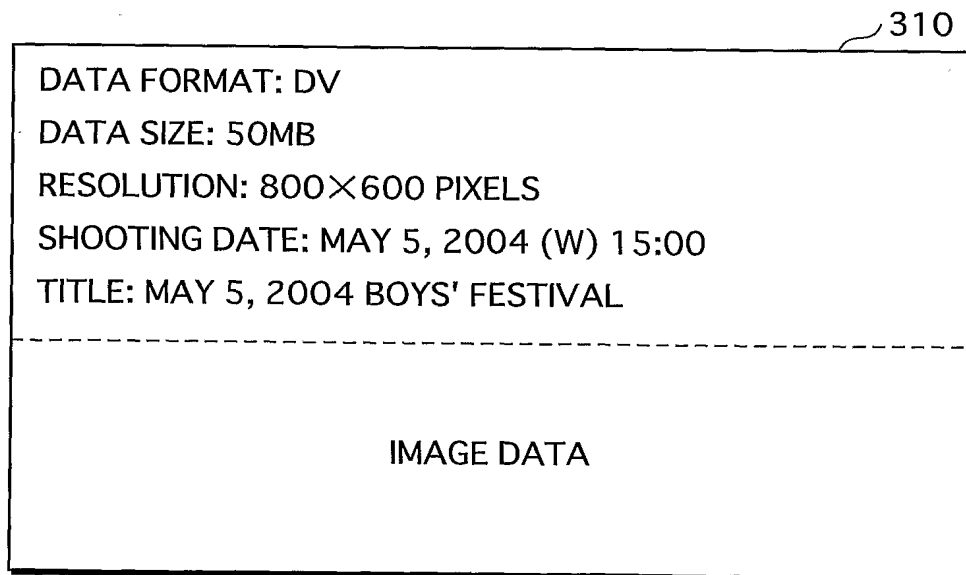 310
DATA FORMAT: DV
DATA SIZE: 50MB
RESOLUTION: 800×600 PIXELS
SHOOTING DATE: MAY 5, 2004 (W) 15:00
TITLE: MAY 5, 2004 BOYS' FESTIVAL
IMAGE DATA